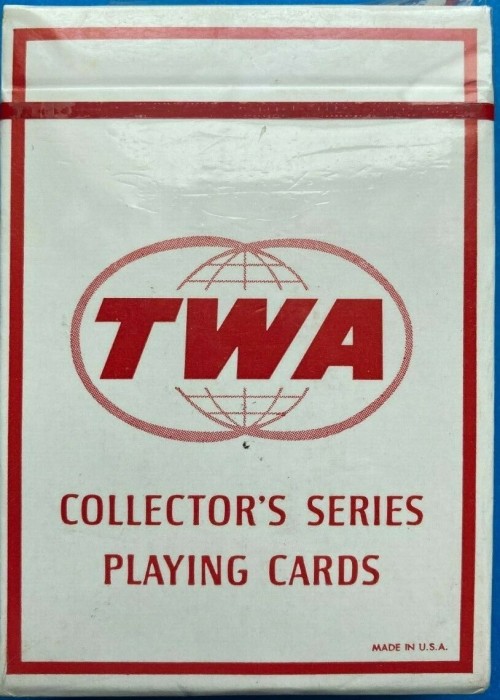 TWA
COLLECTOR'S SERIES
PLAYING CARDS
MADE IN U.S.A.